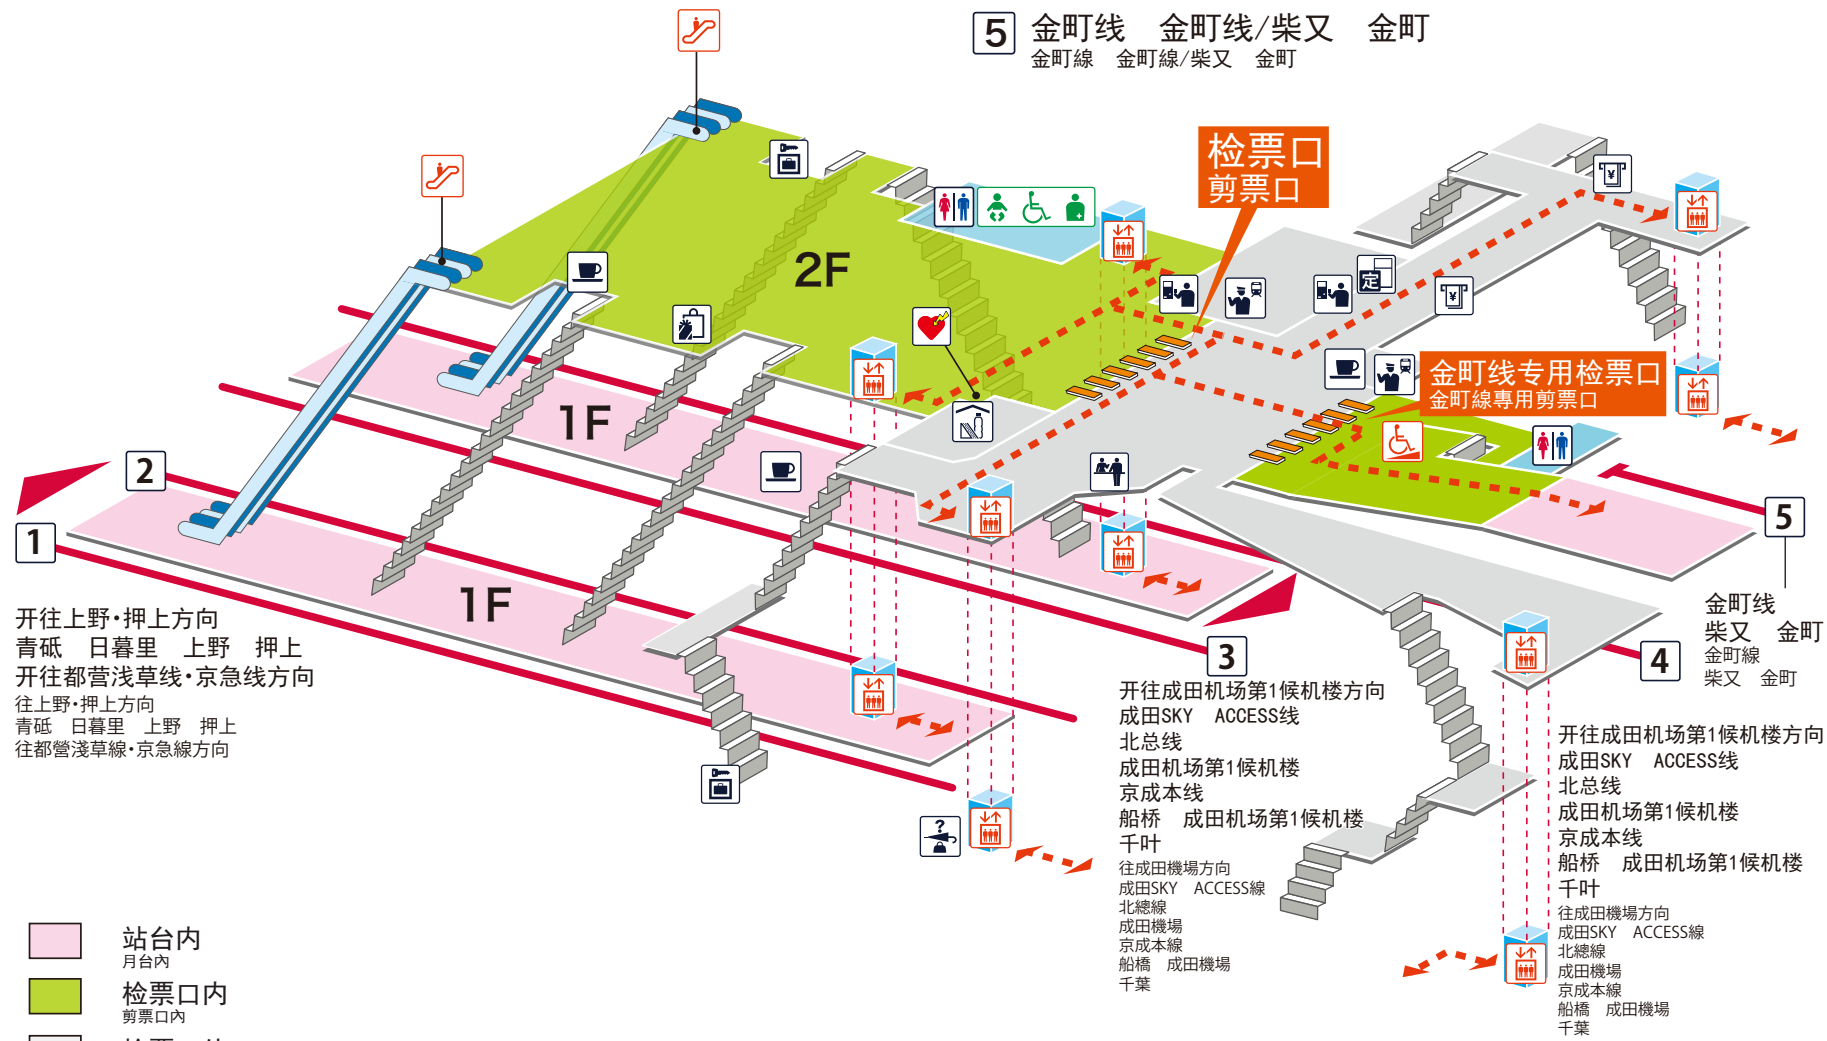 5 金町线　金町线/柴又　金町
金町線　金町線/柴又　金町
检票口
剪票口
2F
定
金町线专用检票口
金町線專用剪票口
1F
1F
2
1
5
3
4
开往上野・押上方向
青砥　日暮里　上野　押上
开往都营浅草线・京急线方向
往上野・押上方向
青砥　日暮里　上野　押上
往都營淺草線・京急線方向
金町线
柴又　金町
金町線
柴又　金町
开往成田机场第1候机楼方向
成田SKY　ACCESS线
北总线
成田机场第1候机楼
京成本线
船桥　成田机场第1候机楼
千叶
往成田機場方向
成田SKY　ACCESS線
北總線
成田機場
京成本線
船橋　成田機場
千葉
开往成田机场第1候机楼方向
成田SKY　ACCESS线
北总线
成田机场第1候机楼
京成本线
船桥　成田机场第1候机楼
千叶
往成田機場方向
成田SKY　ACCESS線
北總線
成田機場
京成本線
船橋　成田機場
千葉
站台内
月台內
检票口内
剪票口內